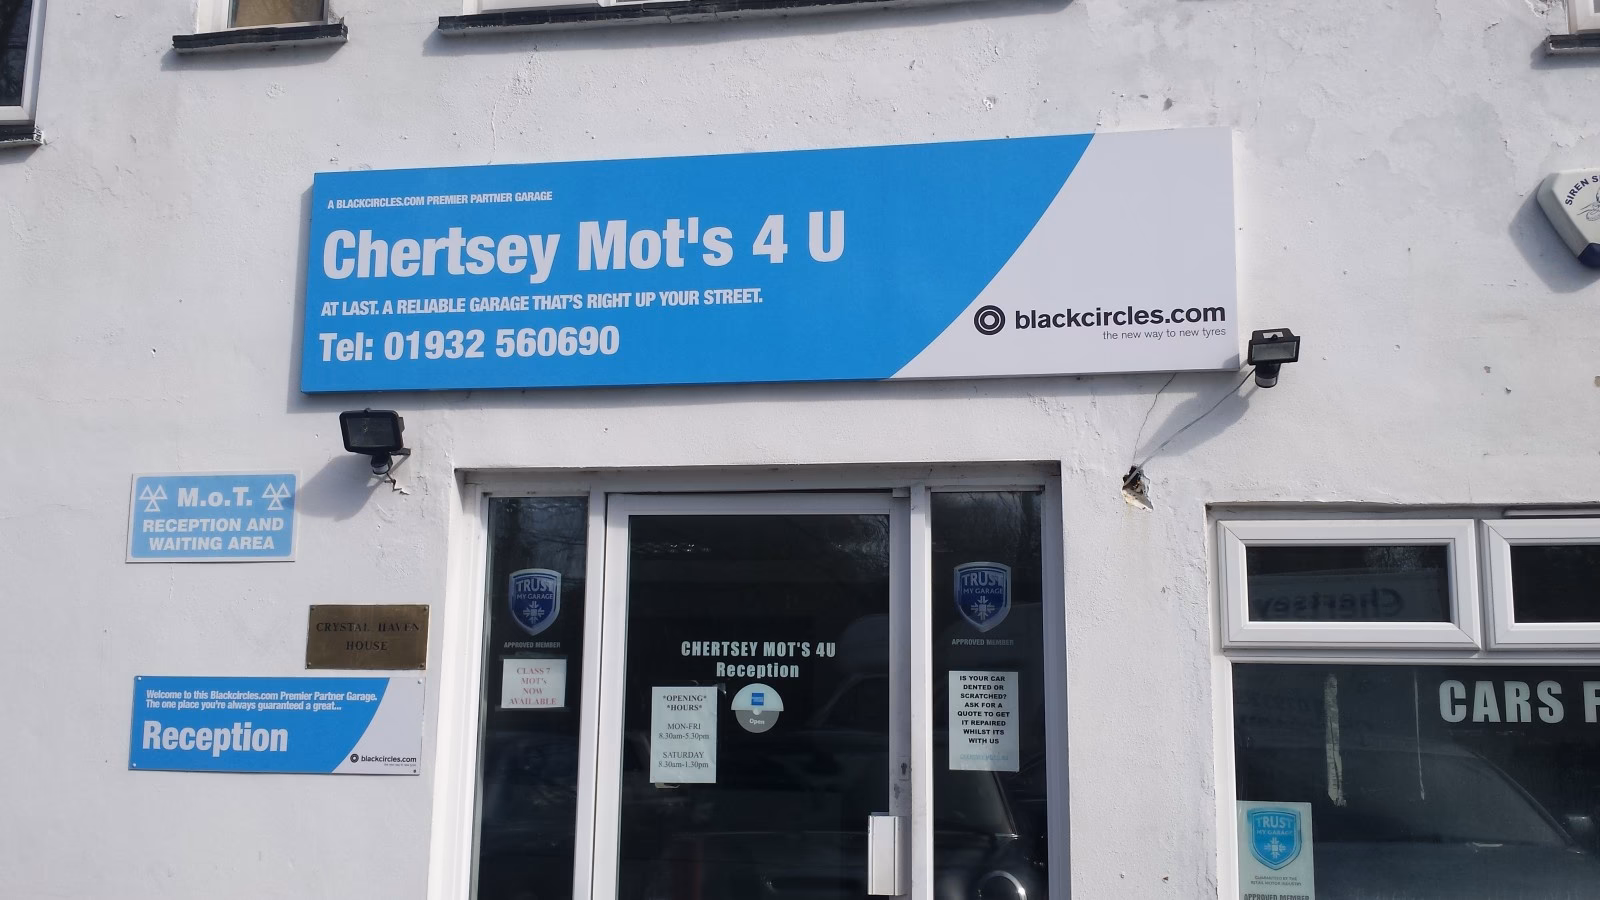 A BLACKCIRCLES.COM PREMIER PARTNER GARAGE
Chertsey Mot's 4 U
AT LAST. A RELIABLE GARAGE THAT'S RIGHT UP YOUR STREET.
Tel: 01932 560690
blackcircles.com
the new way to new tyres
SIREN
M.o.T.
RECEPTION AND
WAITING AREA
CRYSTAL HAVEN
HOUSE
Welcome to this Blackcircles.com Premier Partner Garage.
The one place you're always guaranteed a great...
Reception
blackcircles.com
TRUST
MY GARAGE
APPROVED MEMBER
CLASS 7
MOT's
NOW
AVAILABLE
CHERTSEY MOT'S 4U
Reception
*OPENING*
*HOURS*
MON-FRI
8.30am-5.30pm
SATURDAY
8.30am-1.30pm
Open
TRUST
MY GARAGE
APPROVED MEMBER
IS YOUR CAR
DENTED OR
SCRATCHED?
ASK FOR A
QUOTE TO GET
IT REPAIRED
WHILST ITS
WITH US
Chertsey
CARS F
TRUST
MY GARAGE
APPROVED MEMBER